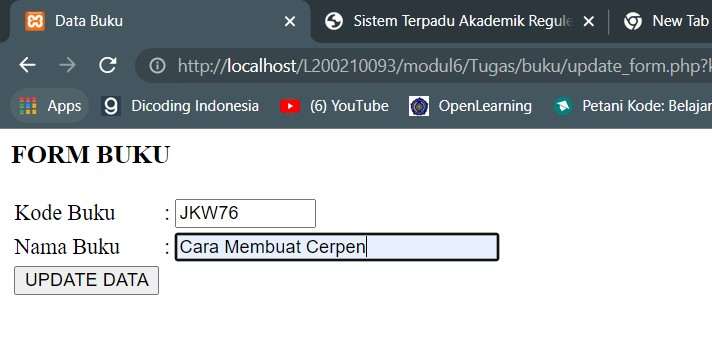 Data Buku
Sistem Terpadu Akademik Regule
New Tab
http://localhost/L200210093/modul6/Tugas/buku/update_form.php?k
Apps
Dicoding Indonesia
(6) YouTube
OpenLearning
Petani Kode: Belajar
FORM BUKU
Kode Buku : JKW76
Nama Buku : Cara Membuat Cerpen
UPDATE DATA